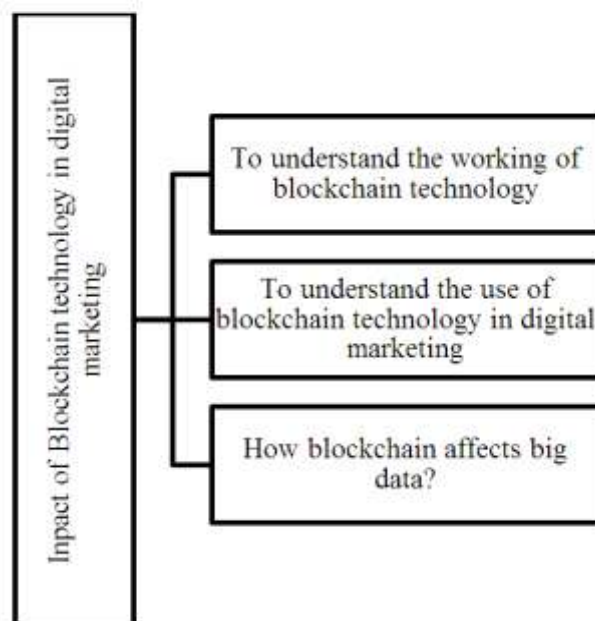 Inpact of Blockchain technology in digital
marketing
To understand the working of
blockchain technology
To understand the use of
blockchain technology in digital
marketing
How blockchain affects big
data?